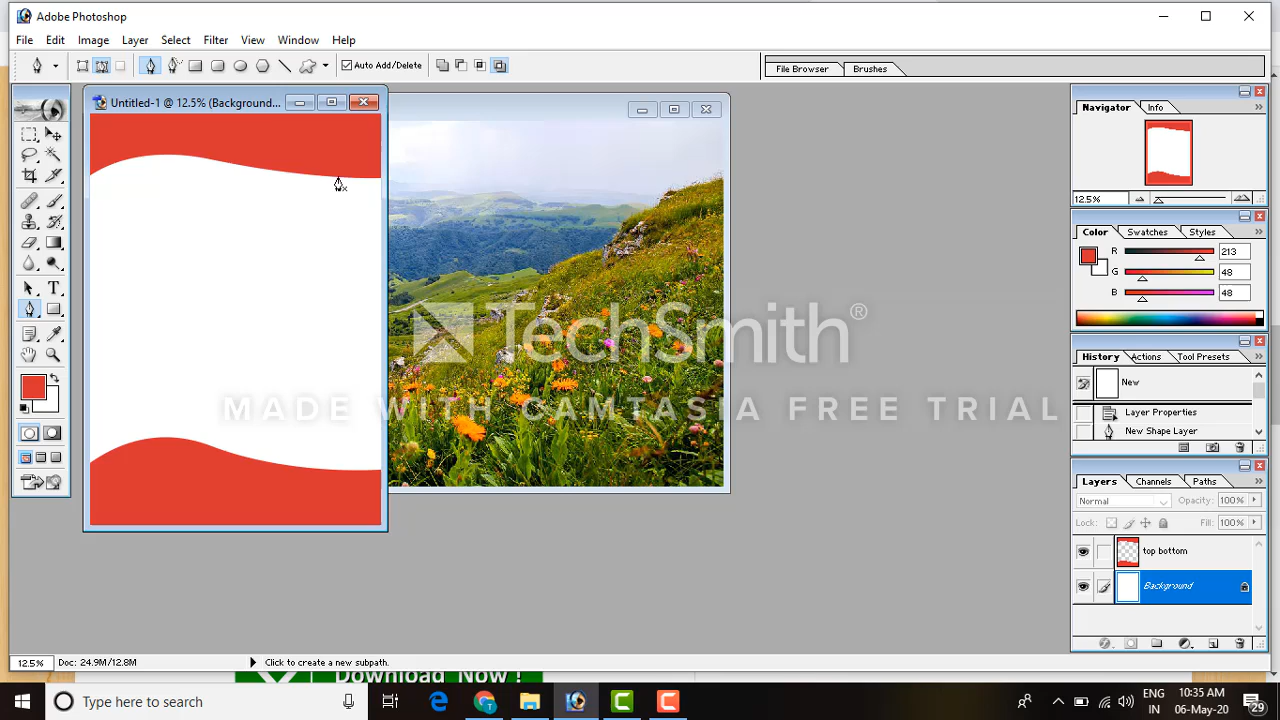 Adobe Photoshop
File Edit Image Layer Select Filter View Window Help
Auto Add/Delete
File Browser Brushes
Untitled-1 @ 12.5% (Background...
Navigator Info
12.5%
Color Swatches Styles
R 213
G 48
B 48
History Actions Tool Presets
New
Layer Properties
New Shape Layer
Layers Channels Paths
Normal Opacity: 100%
Lock: Fill: 100%
top bottom
Background
TechSmith®
MADE WITH CAMTASIA FREE TRIAL
12.5% Doc: 24.9M/12.8M Click to create a new subpath.
Download Now !
Type here to search
ENG
IN
10:35 AM
06-May-20
29